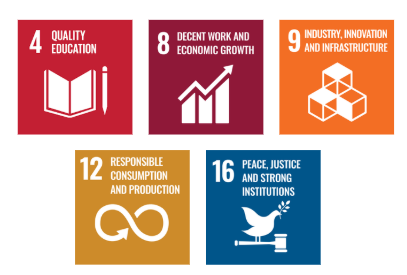 4 QUALITY
EDUCATION
8 DECENT WORK AND
ECONOMIC GROWTH
9 INDUSTRY, INNOVATION
AND INFRASTRUCTURE
12 RESPONSIBLE
CONSUMPTION
AND PRODUCTION
16 PEACE, JUSTICE
AND STRONG
INSTITUTIONS